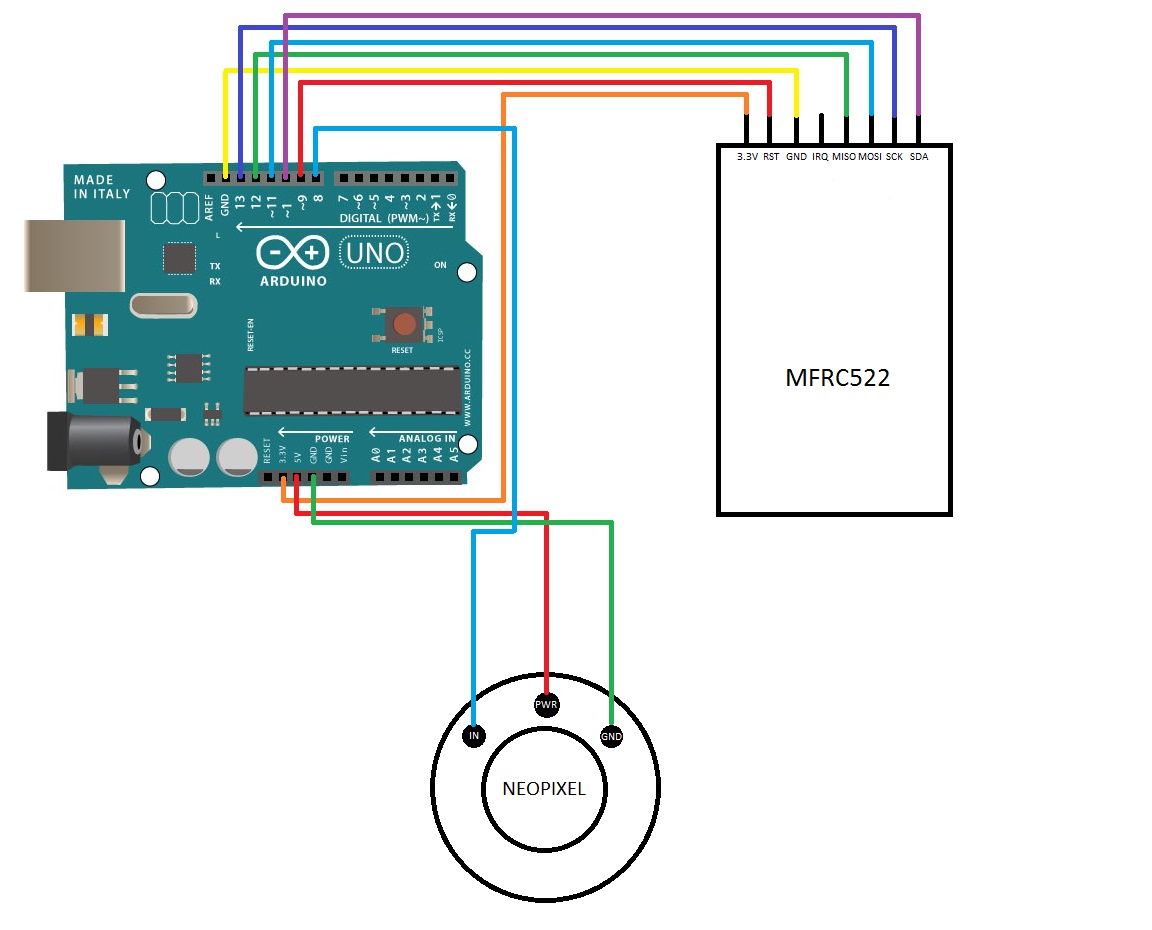 3.3V RST GND IRQ MISO MOSI SCK SDA
MFRC522
MADE
IN ITALY
AREF
GND
13
12
~11
~1
~9
8
7
~6
~5
4
~3
2
TX→1
RX←0
DIGITAL (PWM~)
L
TX
RX
ARDUINO
UNO
ON
RESET-EN
RESET
ICSP
WWW.ARDUINO.CC
POWER
ANALOG IN
RESET
3.3V
5V
GND
GND
Vin
A0
A1
A2
A3
A4
A5
PWR
IN
GND
NEOPIXEL